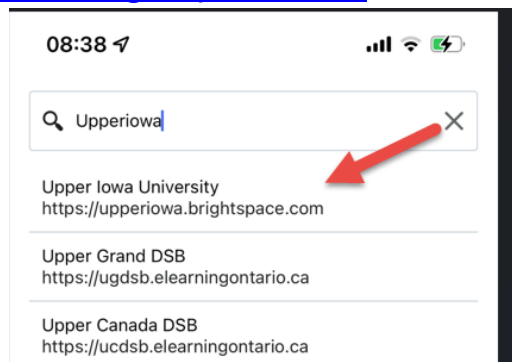 08:38
Upperiowa
Upper Iowa University
https://upperiowa.brightspace.com
Upper Grand DSB
https://ugdsb.elearningontario.ca
Upper Canada DSB
https://ucdsb.elearningontario.ca